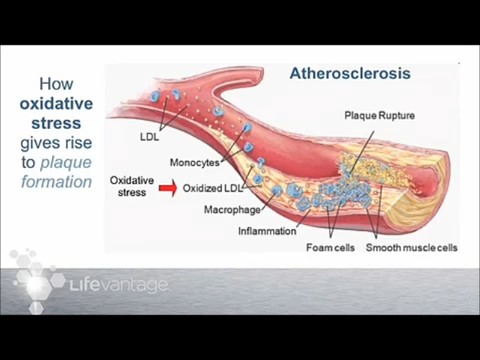 How
oxidative
stress
gives rise
to plaque
formation
Atherosclerosis
Plaque Rupture
LDL
Monocytes
Oxidative
stress
Oxidized LDL
Macrophage
Inflammation
Foam cells
Smooth muscle cells
Lifevantage